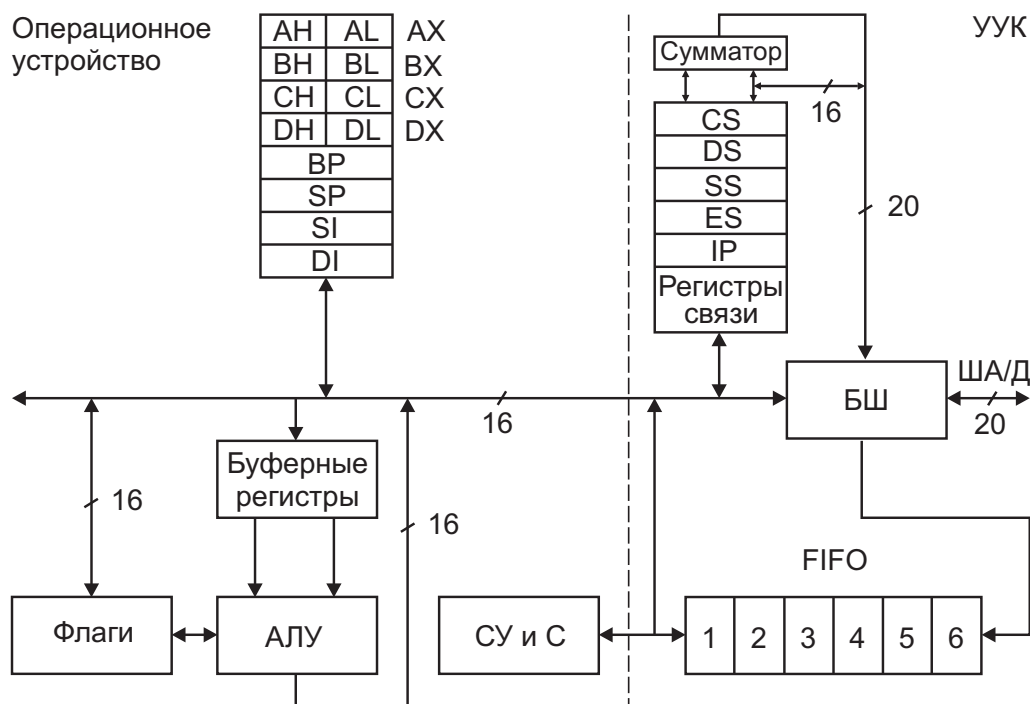 Операционное
устройство
AH AL AX
BH BL BX
CH CL CX
DH DL DX
BP
SP
SI
DI
УУК
Сумматор
16
CS
DS
SS
ES
IP
Регистры
связи
20
ША/Д
БШ
20
16
Буферные
регистры
16
16
FIFO
Флаги
АЛУ
СУ и С
1 2 3 4 5 6